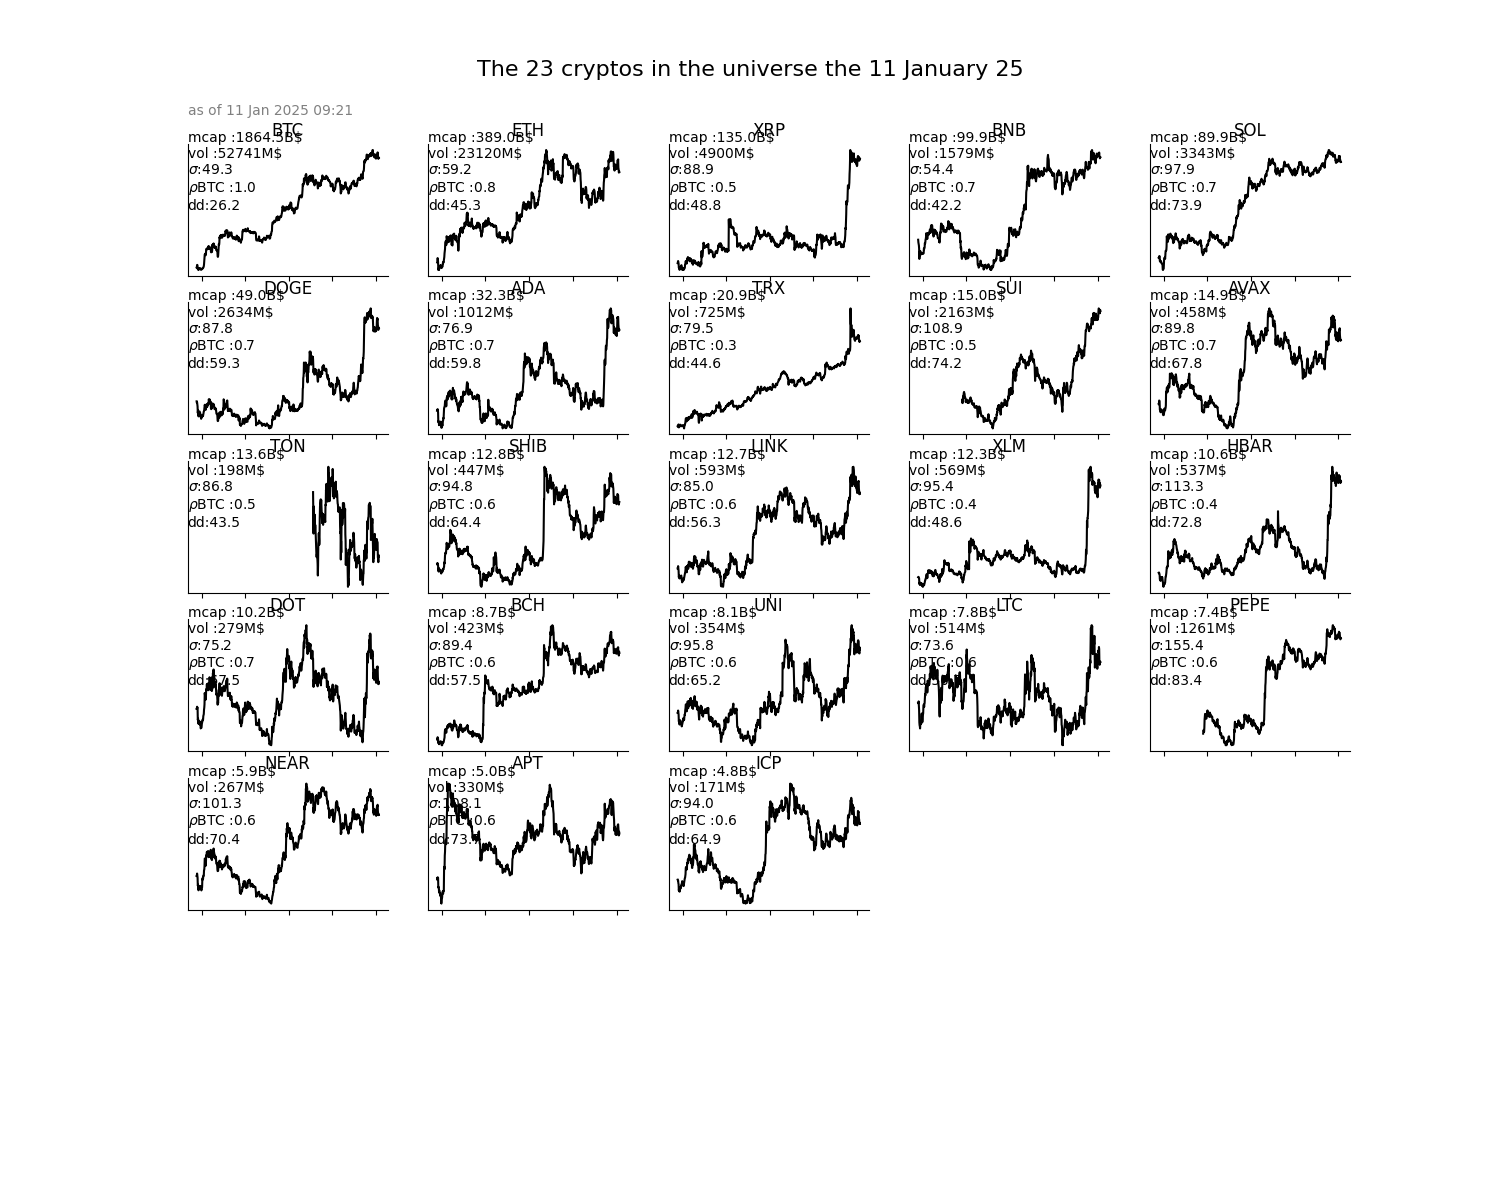 The 23 cryptos in the universe the 11 January 25
as of 11 Jan 2025 09:21
BTC
mcap :1864.5B$
vol :52741M$
σ:49.3
ρBTC :1.0
dd:26.2
ETH
mcap :389.0B$
vol :23120M$
σ:59.2
ρBTC :0.8
dd:45.3
XRP
mcap :135.0B$
vol :4900M$
σ:88.9
ρBTC :0.5
dd:48.8
BNB
mcap :99.9B$
vol :1579M$
σ:54.4
ρBTC :0.7
dd:42.2
SOL
mcap :89.9B$
vol :3343M$
σ:97.9
ρBTC :0.7
dd:73.9
DOGE
mcap :49.0B$
vol :2634M$
σ:87.8
ρBTC :0.7
dd:59.3
ADA
mcap :32.3B$
vol :1012M$
σ:76.9
ρBTC :0.7
dd:59.8
TRX
mcap :20.9B$
vol :725M$
σ:79.5
ρBTC :0.3
dd:44.6
SUI
mcap :15.0B$
vol :2163M$
σ:108.9
ρBTC :0.5
dd:74.2
AVAX
mcap :14.9B$
vol :458M$
σ:89.8
ρBTC :0.7
dd:67.8
TON
mcap :13.6B$
vol :198M$
σ:86.8
ρBTC :0.5
dd:43.5
SHIB
mcap :12.8B$
vol :447M$
σ:94.8
ρBTC :0.6
dd:64.4
LINK
mcap :12.7B$
vol :593M$
σ:85.0
ρBTC :0.6
dd:56.3
XLM
mcap :12.3B$
vol :569M$
σ:95.4
ρBTC :0.4
dd:48.6
HBAR
mcap :10.6B$
vol :537M$
σ:113.3
ρBTC :0.4
dd:72.8
DOT
mcap :10.2B$
vol :279M$
σ:75.2
ρBTC :0.7
BCH
mcap :8.7B$
vol :423M$
σ:89.4
ρBTC :0.6
dd:57.5
UNI
mcap :8.1B$
vol :354M$
σ:95.8
ρBTC :0.6
dd:65.2
LTC
mcap :7.8B$
vol :514M$
σ:73.6
ρBTC :0.6
PEPE
mcap :7.4B$
vol :1261M$
σ:155.4
ρBTC :0.6
dd:83.4
NEAR
mcap :5.9B$
vol :267M$
σ:101.3
ρBTC :0.6
dd:70.4
APT
mcap :5.0B$
vol :330M$
σ:108.1
ρBTC :0.6
ICP
mcap :4.8B$
vol :171M$
σ:94.0
ρBTC :0.6
dd:64.9